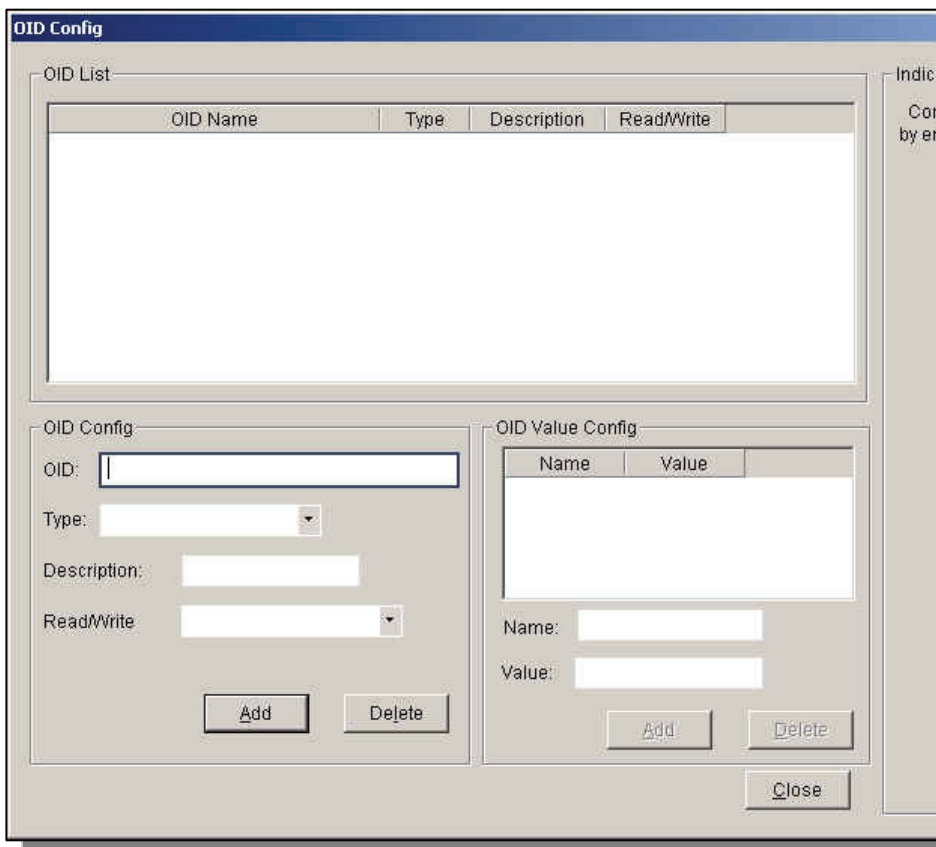 OID Config
OID List
OID Name Type Description Read/Write
OID Config
OID:
Type:
Description:
Read/Write
Add Delete
OID Value Config
Name Value
Name:
Value:
Add Delete
Close
by